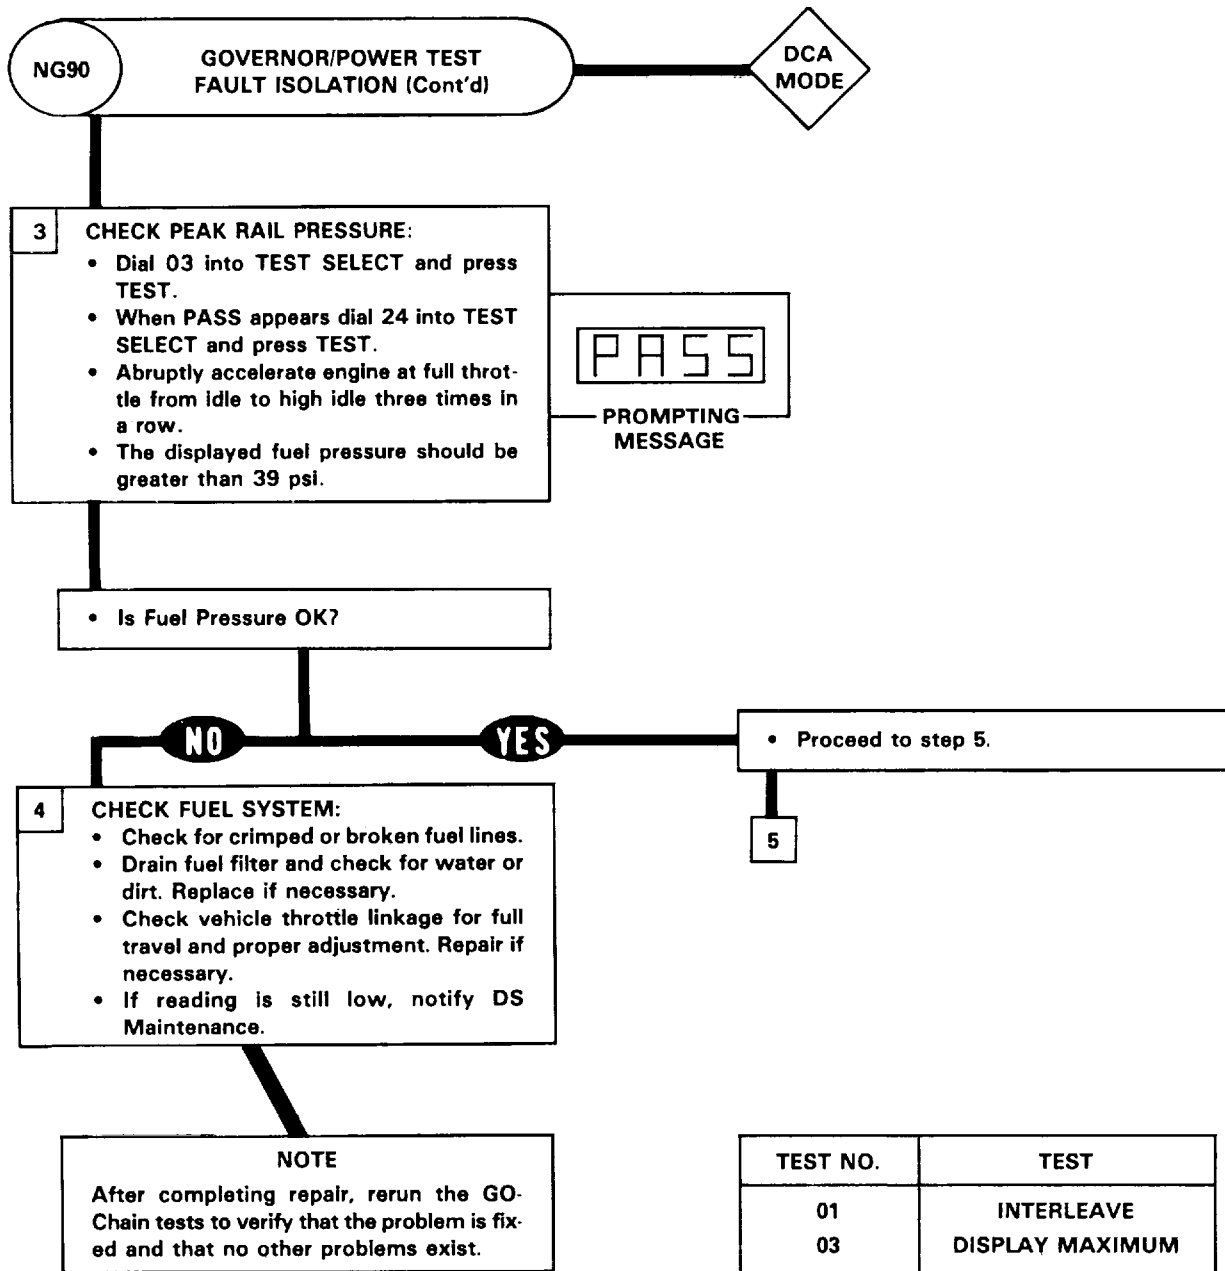 NG90
GOVERNOR/POWER TEST
FAULT ISOLATION (Cont'd)
DCA
MODE
3
CHECK PEAK RAIL PRESSURE:
• Dial 03 into TEST SELECT and press
TEST.
• When PASS appears dial 24 into TEST
SELECT and press TEST.
• Abruptly accelerate engine at full throt-
tle from idle to high idle three times in
a row.
• The displayed fuel pressure should be
greater than 39 psi.
PASS
PROMPTING
MESSAGE
• Is Fuel Pressure OK?
NO
YES
• Proceed to step 5.
5
4
CHECK FUEL SYSTEM:
• Check for crimped or broken fuel lines.
• Drain fuel filter and check for water or
dirt. Replace if necessary.
• Check vehicle throttle linkage for full
travel and proper adjustment. Repair if
necessary.
• If reading is still low, notify DS
Maintenance.
NOTE
After completing repair, rerun the GO-
Chain tests to verify that the problem is fix-
ed and that no other problems exist.
TEST NO. TEST
01 INTERLEAVE
03 DISPLAY MAXIMUM